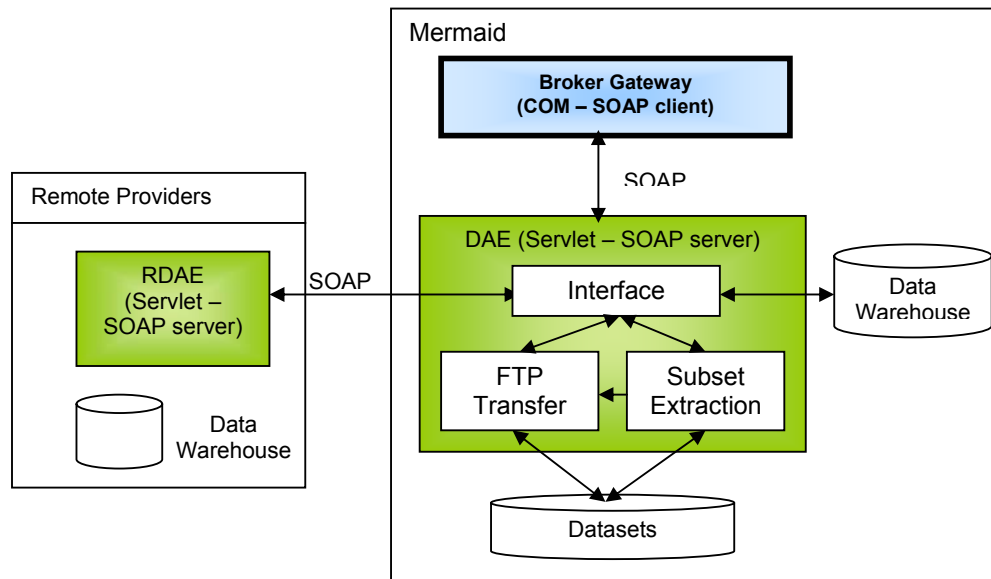 Mermaid
Broker Gateway
(COM – SOAP client)
SOAP
Remote Providers
RDAE
(Servlet –
SOAP server)
SOAP
DAE (Servlet – SOAP server)
Interface
Data
Warehouse
FTP
Transfer
Subset
Extraction
Data
Warehouse
Datasets